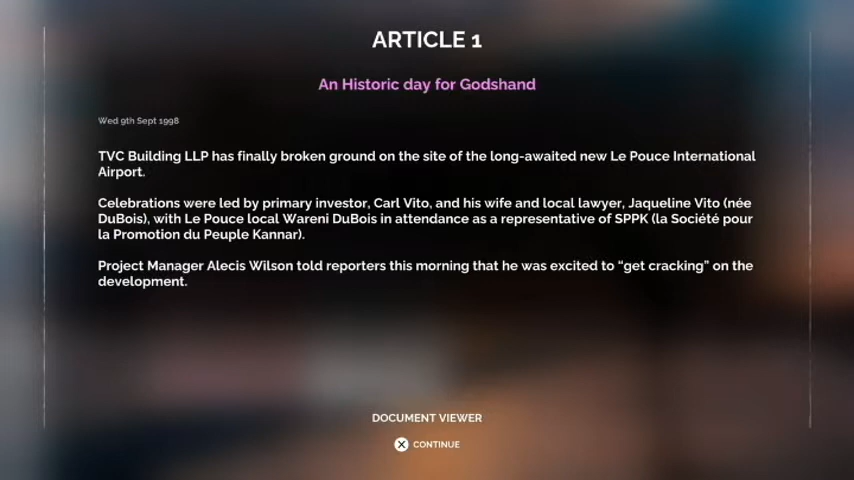 ARTICLE 1
An Historic day for Godshand
Wed 9th Sept 1998
TVC Building LLP has finally broken ground on the site of the long-awaited new Le Pouce International
Airport.
Celebrations were led by primary investor, Carl Vito, and his wife and local lawyer, Jaqueline Vito (née
DuBois), with Le Pouce local Wareni DuBois in attendance as a representative of SPPK (la Société pour
la Promotion du Peuple Kannar).
Project Manager Alecis Wilson told reporters this morning that he was excited to “get cracking” on the
development.
DOCUMENT VIEWER
CONTINUE